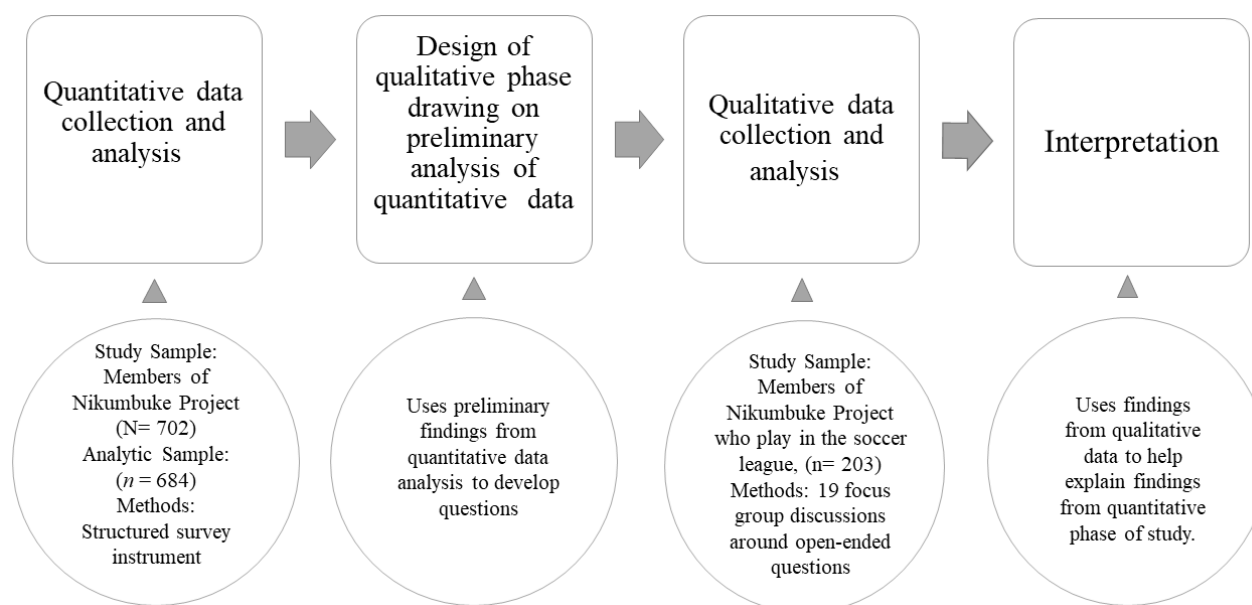 Quantitative data
collection and
analysis
Design of
qualitative phase
drawing on
preliminary
analysis of
quantitative data
Qualitative data
collection and
analysis
Interpretation
Study Sample:
Members of
Nikumbuke Project
(N= 702)
Analytic Sample:
(n = 684)
Methods:
Structured survey
instrument
Uses preliminary
findings from
quantitative data
analysis to develop
questions
Study Sample:
Members of
Nikumbuke Project
who play in the soccer
league, (n= 203)
Methods: 19 focus
group discussions
around open-ended
questions
Uses findings
from qualitative
data to help
explain findings
from quantitative
phase of study.